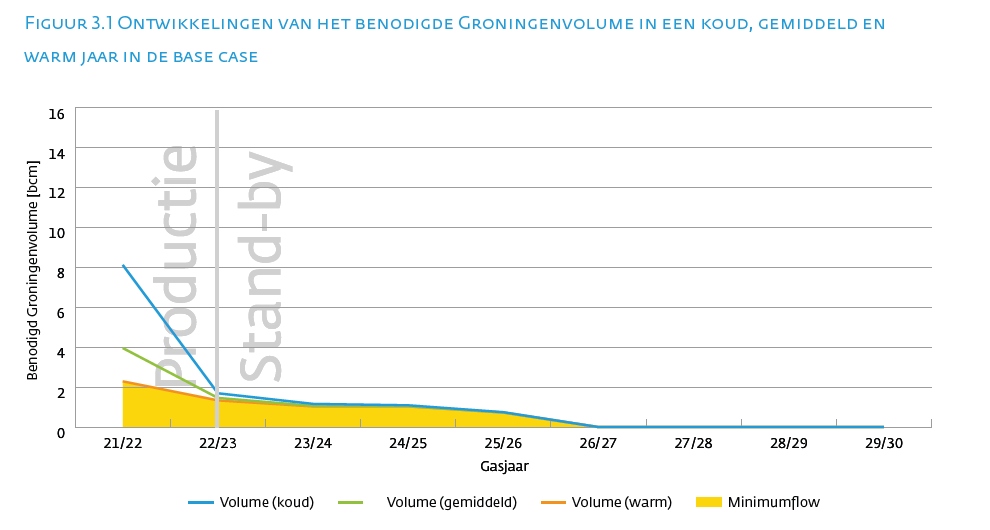 Figuur 3.1 Ontwikkelingen van het benodigde Groningenvolume in een koud, gemiddeld en
warm jaar in de base case
Benodigd Groningenvolume [bcm]
16
14
12
10
8
6
4
2
0
Productie
Stand-by
21/22 22/23 23/24 24/25 25/26 26/27 27/28 28/29 29/30
Gasjaar
Volume (koud) Volume (gemiddeld) Volume (warm) Minimumflow